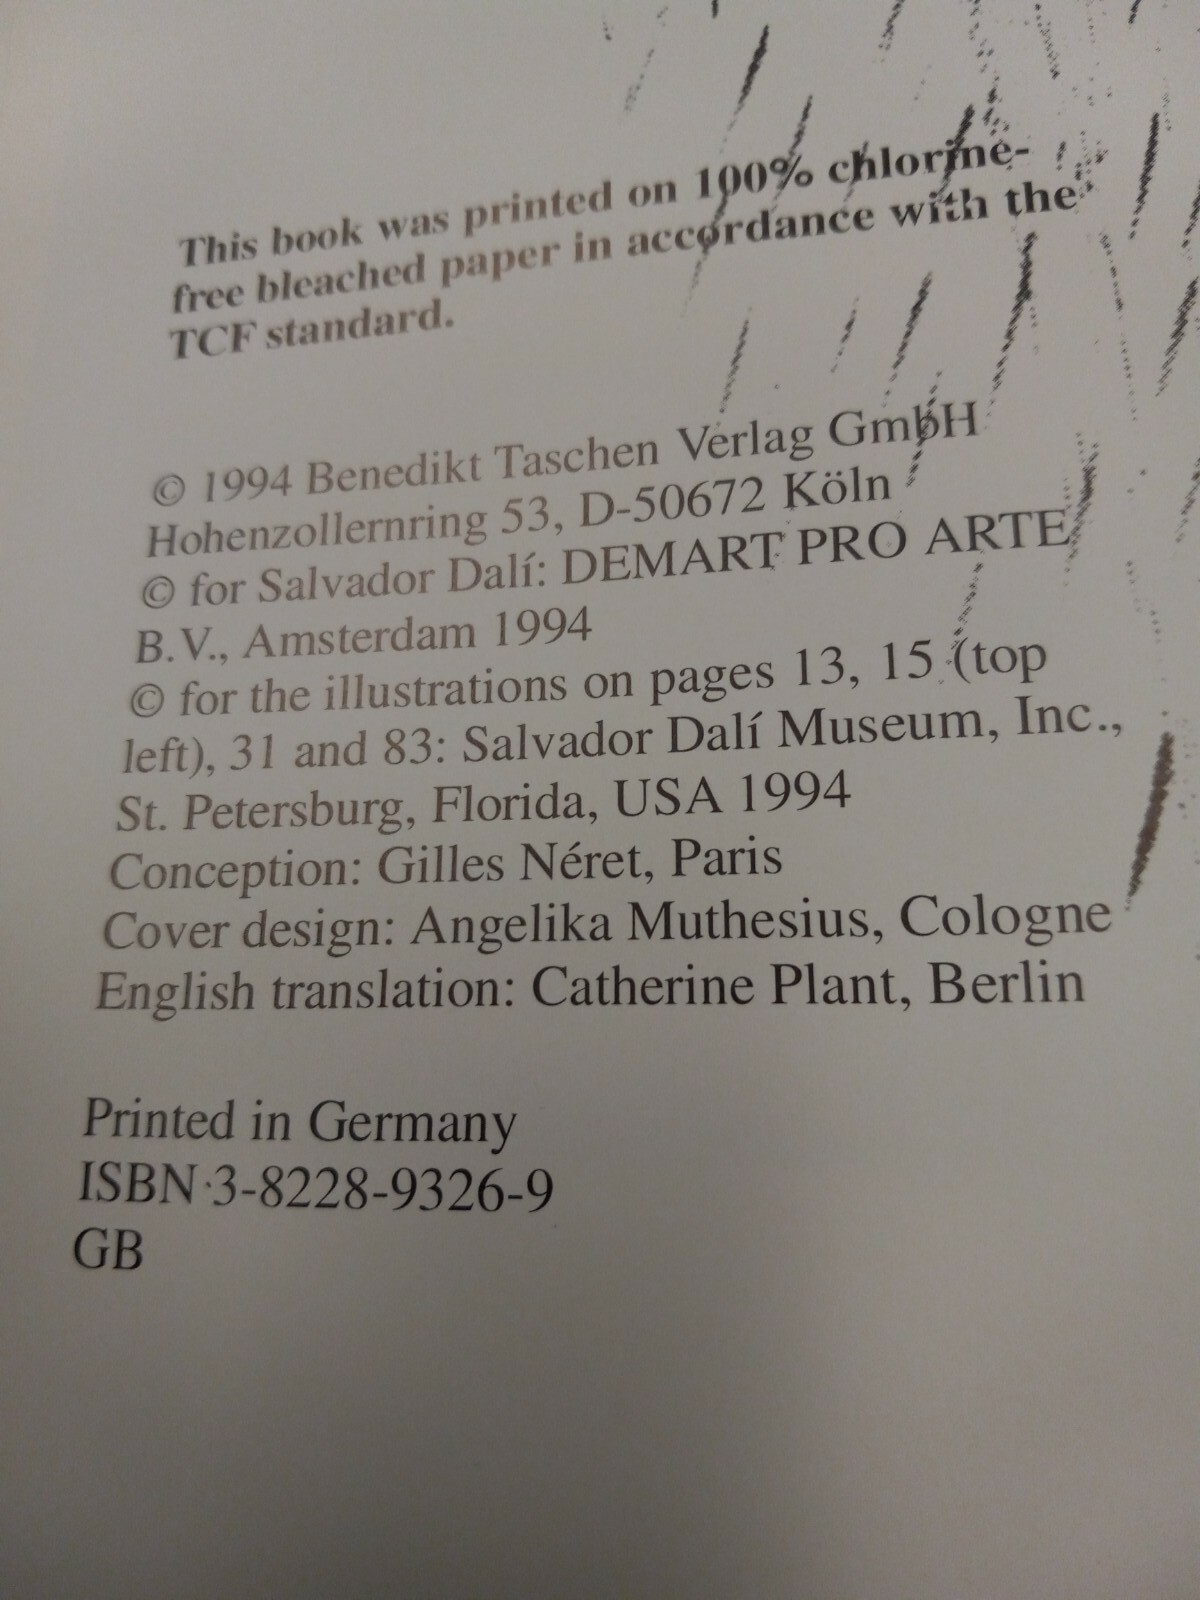 This book was printed on 100% chlorine-
free bleached paper in accordance with the
TCF standard.
© 1994 Benedikt Taschen Verlag GmbH
Hohenzollernring 53, D-50672 Köln
© for Salvador Dalí: DEMART PRO ARTE
B.V., Amsterdam 1994
© for the illustrations on pages 13, 15 (top
left), 31 and 83: Salvador Dalí Museum, Inc.,
St. Petersburg, Florida, USA 1994
Conception: Gilles Néret, Paris
Cover design: Angelika Muthesius, Cologne
English translation: Catherine Plant, Berlin
Printed in Germany
ISBN 3-8228-9326-9
GB